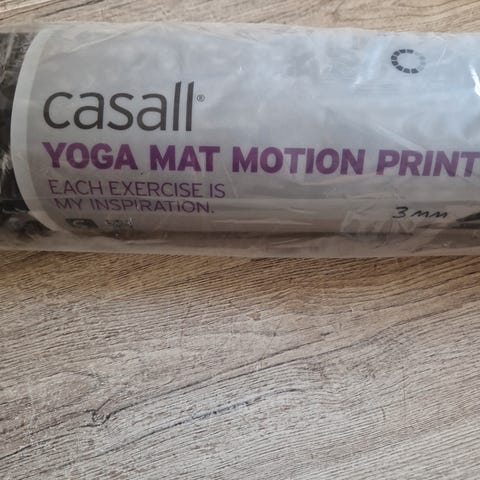 casall®
YOGA MAT MOTION PRINT
EACH EXERCISE IS
MY INSPIRATION.
3 mm